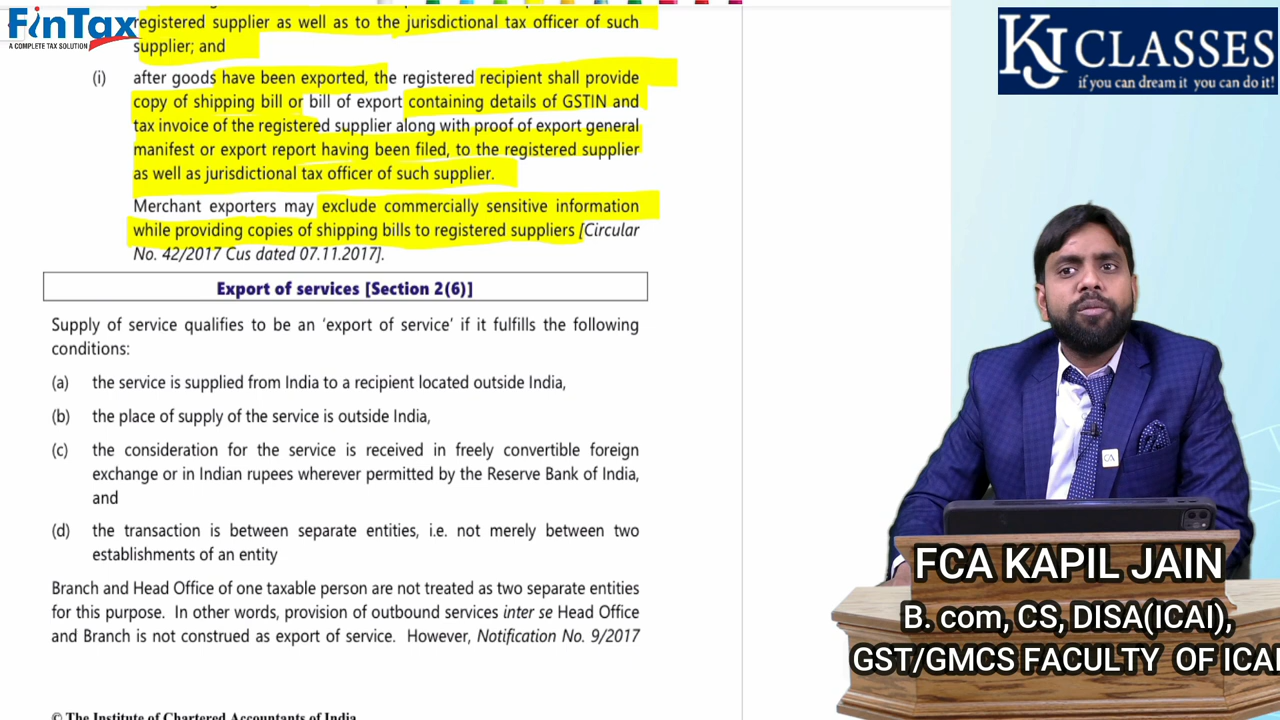 FinTax
A COMPLETE TAX SOLUTION
registered supplier as well as to the jurisdictional tax officer of such
supplier; and
(i) after goods have been exported, the registered recipient shall provide
copy of shipping bill or bill of export containing details of GSTIN and
tax invoice of the registered supplier along with proof of export general
manifest or export report having been filed, to the registered supplier
as well as jurisdictional tax officer of such supplier.
Merchant exporters may exclude commercially sensitive information
while providing copies of shipping bills to registered suppliers [Circular
No. 42/2017 Cus dated 07.11.2017].
Export of services [Section 2(6)]
Supply of service qualifies to be an ‘export of service’ if it fulfills the following
conditions:
(a) the service is supplied from India to a recipient located outside India,
(b) the place of supply of the service is outside India,
(c) the consideration for the service is received in freely convertible foreign
exchange or in Indian rupees wherever permitted by the Reserve Bank of India,
and
(d) the transaction is between separate entities, i.e. not merely between two
establishments of an entity
Branch and Head Office of one taxable person are not treated as two separate entities
for this purpose. In other words, provision of outbound services inter se Head Office
and Branch is not construed as export of service. However, Notification No. 9/2017
© The Institute of Chartered Accountants of India
KJ CLASSES
if you can dream it you can do it!
CA
FCA KAPIL JAIN
B. com, CS, DISA(ICAI),
GST/GMCS FACULTY OF ICAI